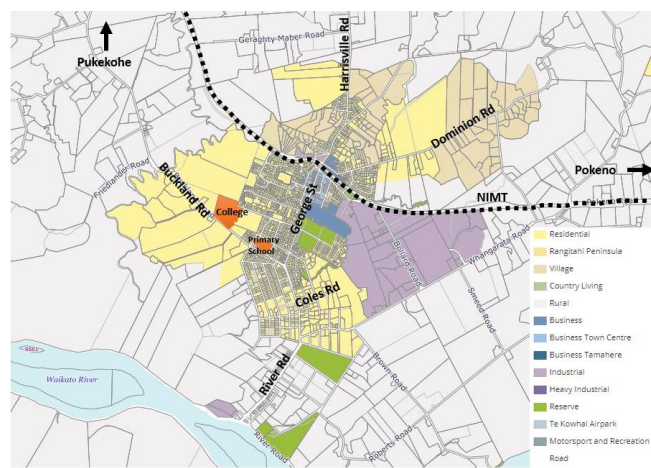 Geraghty-Maber Road
Harrisville Rd
Pukekohe
Dominion Rd
Friedlander Road
Buckland Rd
Pokeno
College
George St
NIMT
Primary
School
Bollard Road
Whangarata Road
Coles Rd
Smeed Road
River Rd
Brown Road
Waikato River
River Road
Roberts Road
Residential
Rangitahi Peninsula
Village
Country Living
Rural
Business
Business Town Centre
Business Tamahere
Industrial
Heavy Industrial
Reserve
Te Kowhai Airpark
Motorsport and Recreation
Road